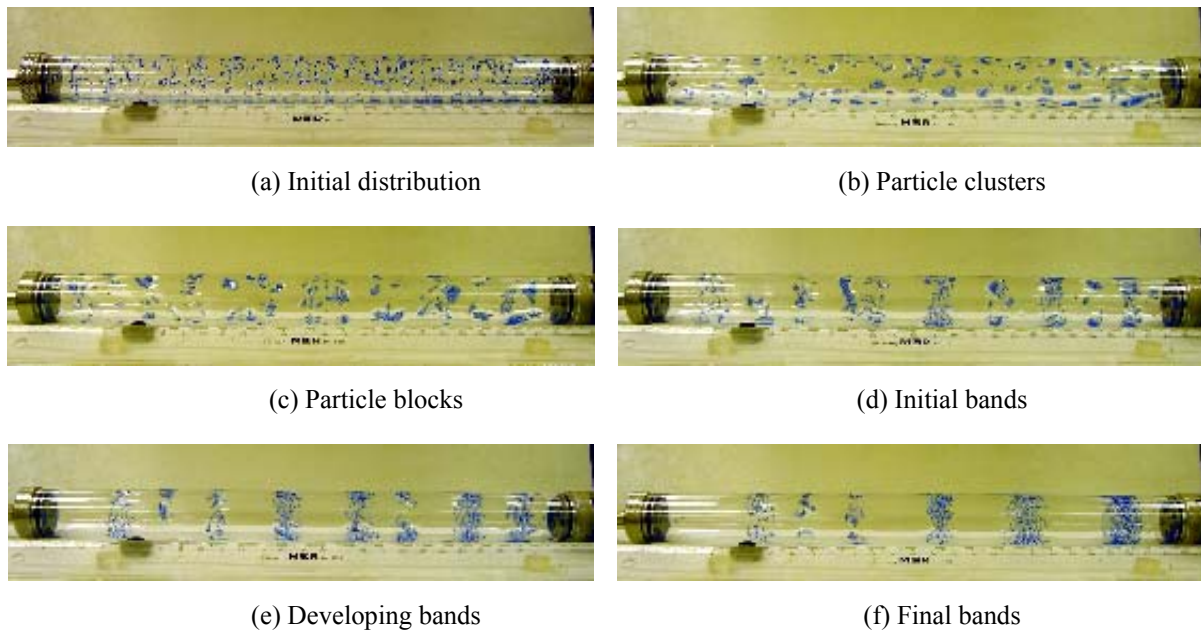 (a) Initial distribution
(b) Particle clusters
(c) Particle blocks
(d) Initial bands
(e) Developing bands
(f) Final bands